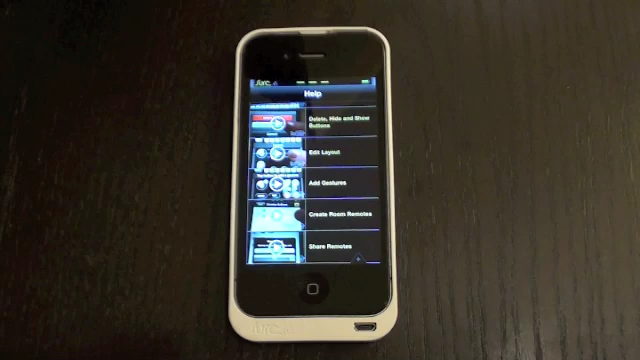 Help
Delete, Hide and Show
Buttons
Edit Layout
Add Gestures
Create Room Remotes
Share Remotes